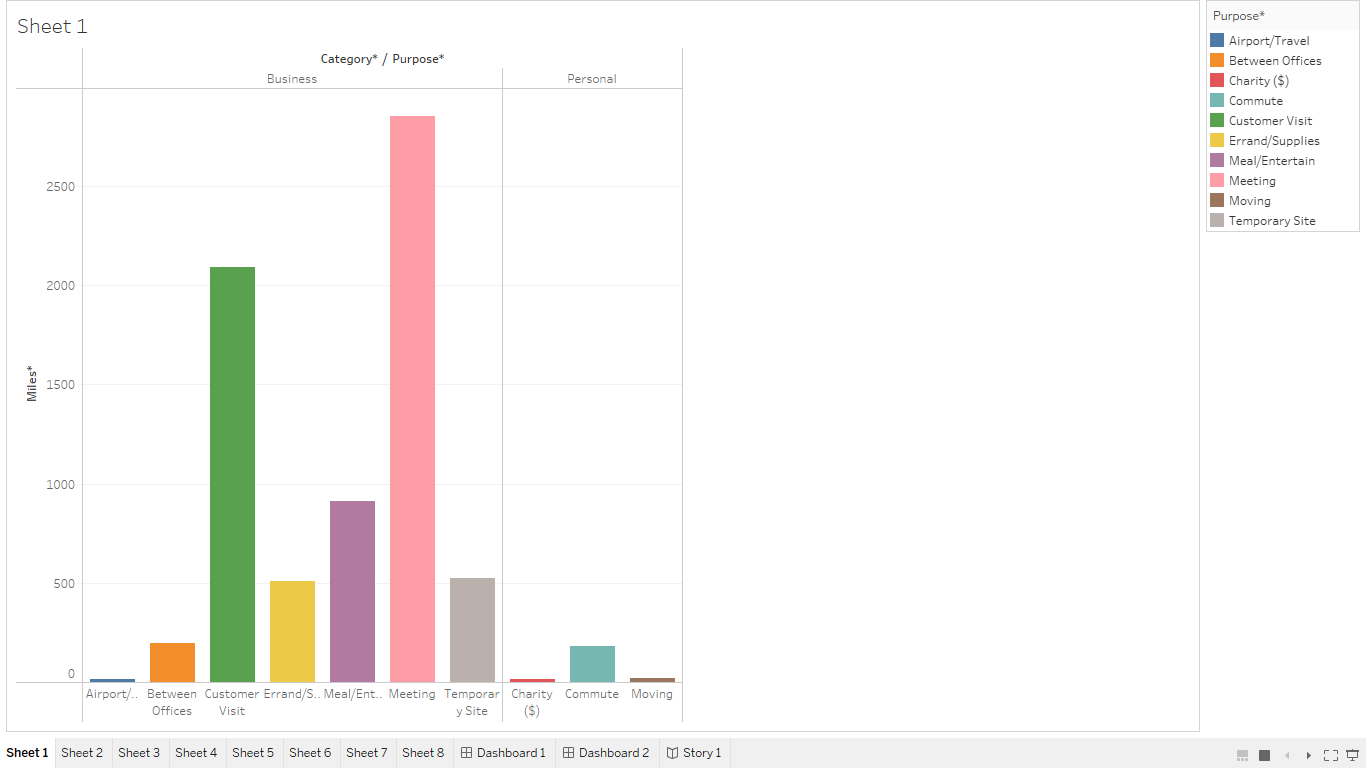 Sheet 1
Category* / Purpose*
Business
Personal
Miles*
2500
2000
1500
1000
500
0
Airport/..
Between Offices
Customer Visit
Errand/S..
Meal/Ent..
Meeting
Temporar
y Site
Charity
($)
Commute
Moving
Purpose*
Airport/Travel
Between Offices
Charity ($)
Commute
Customer Visit
Errand/Supplies
Meal/Entertain
Meeting
Moving
Temporary Site
Sheet 1 Sheet 2 Sheet 3 Sheet 4 Sheet 5 Sheet 6 Sheet 7 Sheet 8 Dashboard 1 Dashboard 2 Story 1